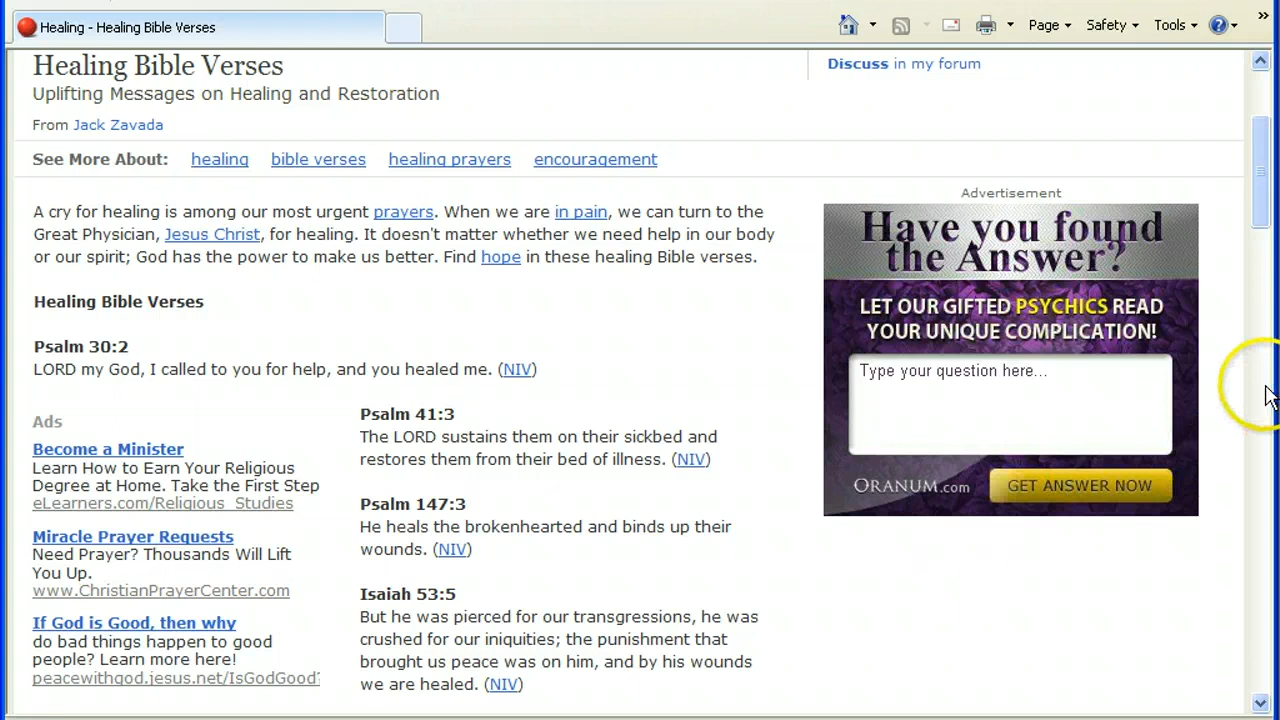 Healing - Healing Bible Verses
Page
Safety
Tools
Healing Bible Verses
Uplifting Messages on Healing and Restoration
From Jack Zavada
Discuss in my forum
See More About: healing bible verses healing prayers encouragement
A cry for healing is among our most urgent prayers. When we are in pain, we can turn to the
Great Physician, Jesus Christ, for healing. It doesn't matter whether we need help in our body
or our spirit; God has the power to make us better. Find hope in these healing Bible verses.
Healing Bible Verses
Psalm 30:2
LORD my God, I called to you for help, and you healed me. (NIV)
Ads
Become a Minister
Learn How to Earn Your Religious
Degree at Home. Take the First Step
eLearners.com/Religious_Studies
Miracle Prayer Requests
Need Prayer? Thousands Will Lift
You Up.
www.ChristianPrayerCenter.com
If God is Good, then why
do bad things happen to good
people? Learn more here!
peacewithgod.jesus.net/IsGodGood?
Psalm 41:3
The LORD sustains them on their sickbed and
restores them from their bed of illness. (NIV)
Psalm 147:3
He heals the brokenhearted and binds up their
wounds. (NIV)
Isaiah 53:5
But he was pierced for our transgressions, he was
crushed for our iniquities; the punishment that
brought us peace was on him, and by his wounds
we are healed. (NIV)
Advertisement
Have you found
the Answer?
LET OUR GIFTED PSYCHICS READ
YOUR UNIQUE COMPLICATION!
Type your question here...
ORANUM.com
GET ANSWER NOW